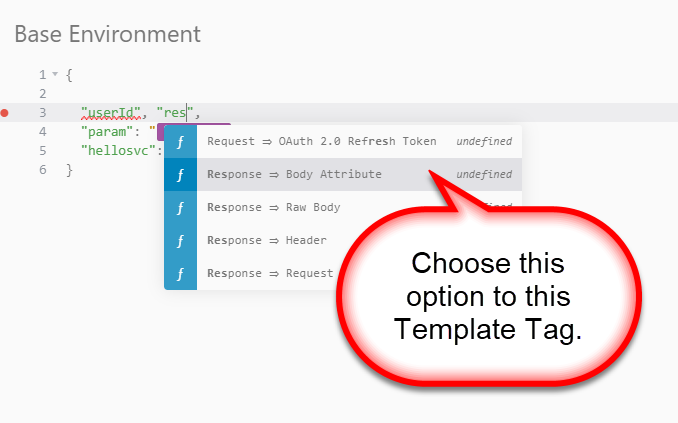 Base Environment
1 {
2
3 "userId", "res",
4 "param": "
Request ⇒ OAuth 2.0 Refresh Token undefined
5 "hellosvc":
Response ⇒ Body Attribute undefined
6 }
Response ⇒ Raw Body
Response ⇒ Header
Response ⇒ Request
Choose this
option to this
Template Tag.